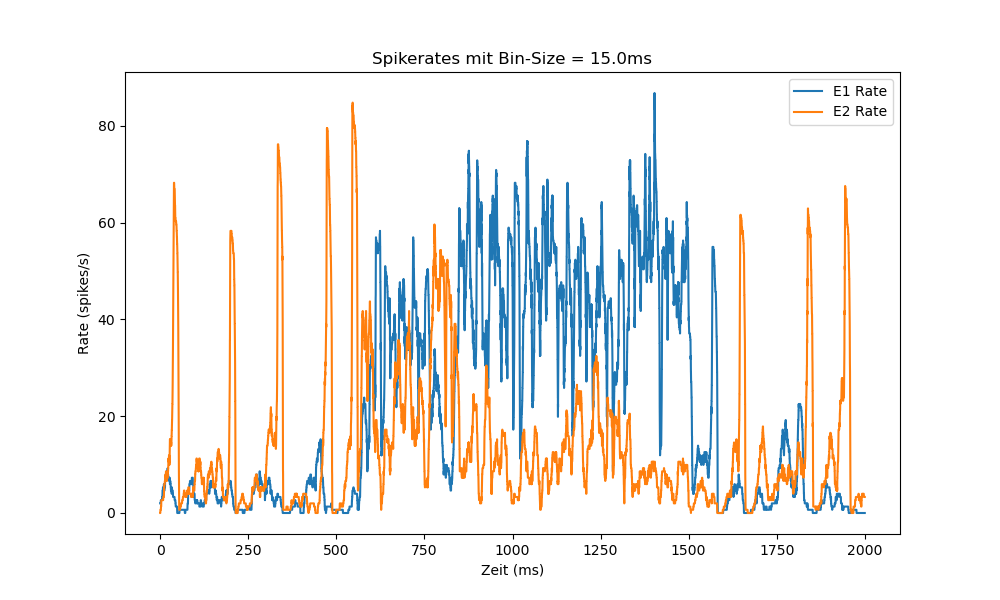 Spikerates mit Bin-Size = 15.0ms
E1 Rate
E2 Rate
Rate (spikes/s)
80
60
40
20
0
0 250 500 750 1000 1250 1500 1750 2000
Zeit (ms)